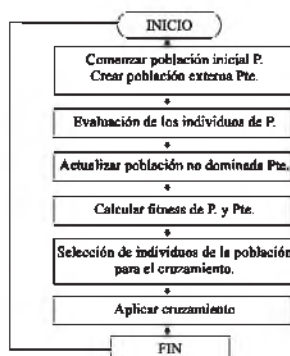 INICIO
Comenzar población inicial P.
Crear población externa Pte.
Evaluación de los individuos de P.
Actualizar población no dominada Pte.
Calcular fitness de P. y Pte.
Selección de individuos de la población
para el cruzamiento.
Aplicar cruzamiento
FIN